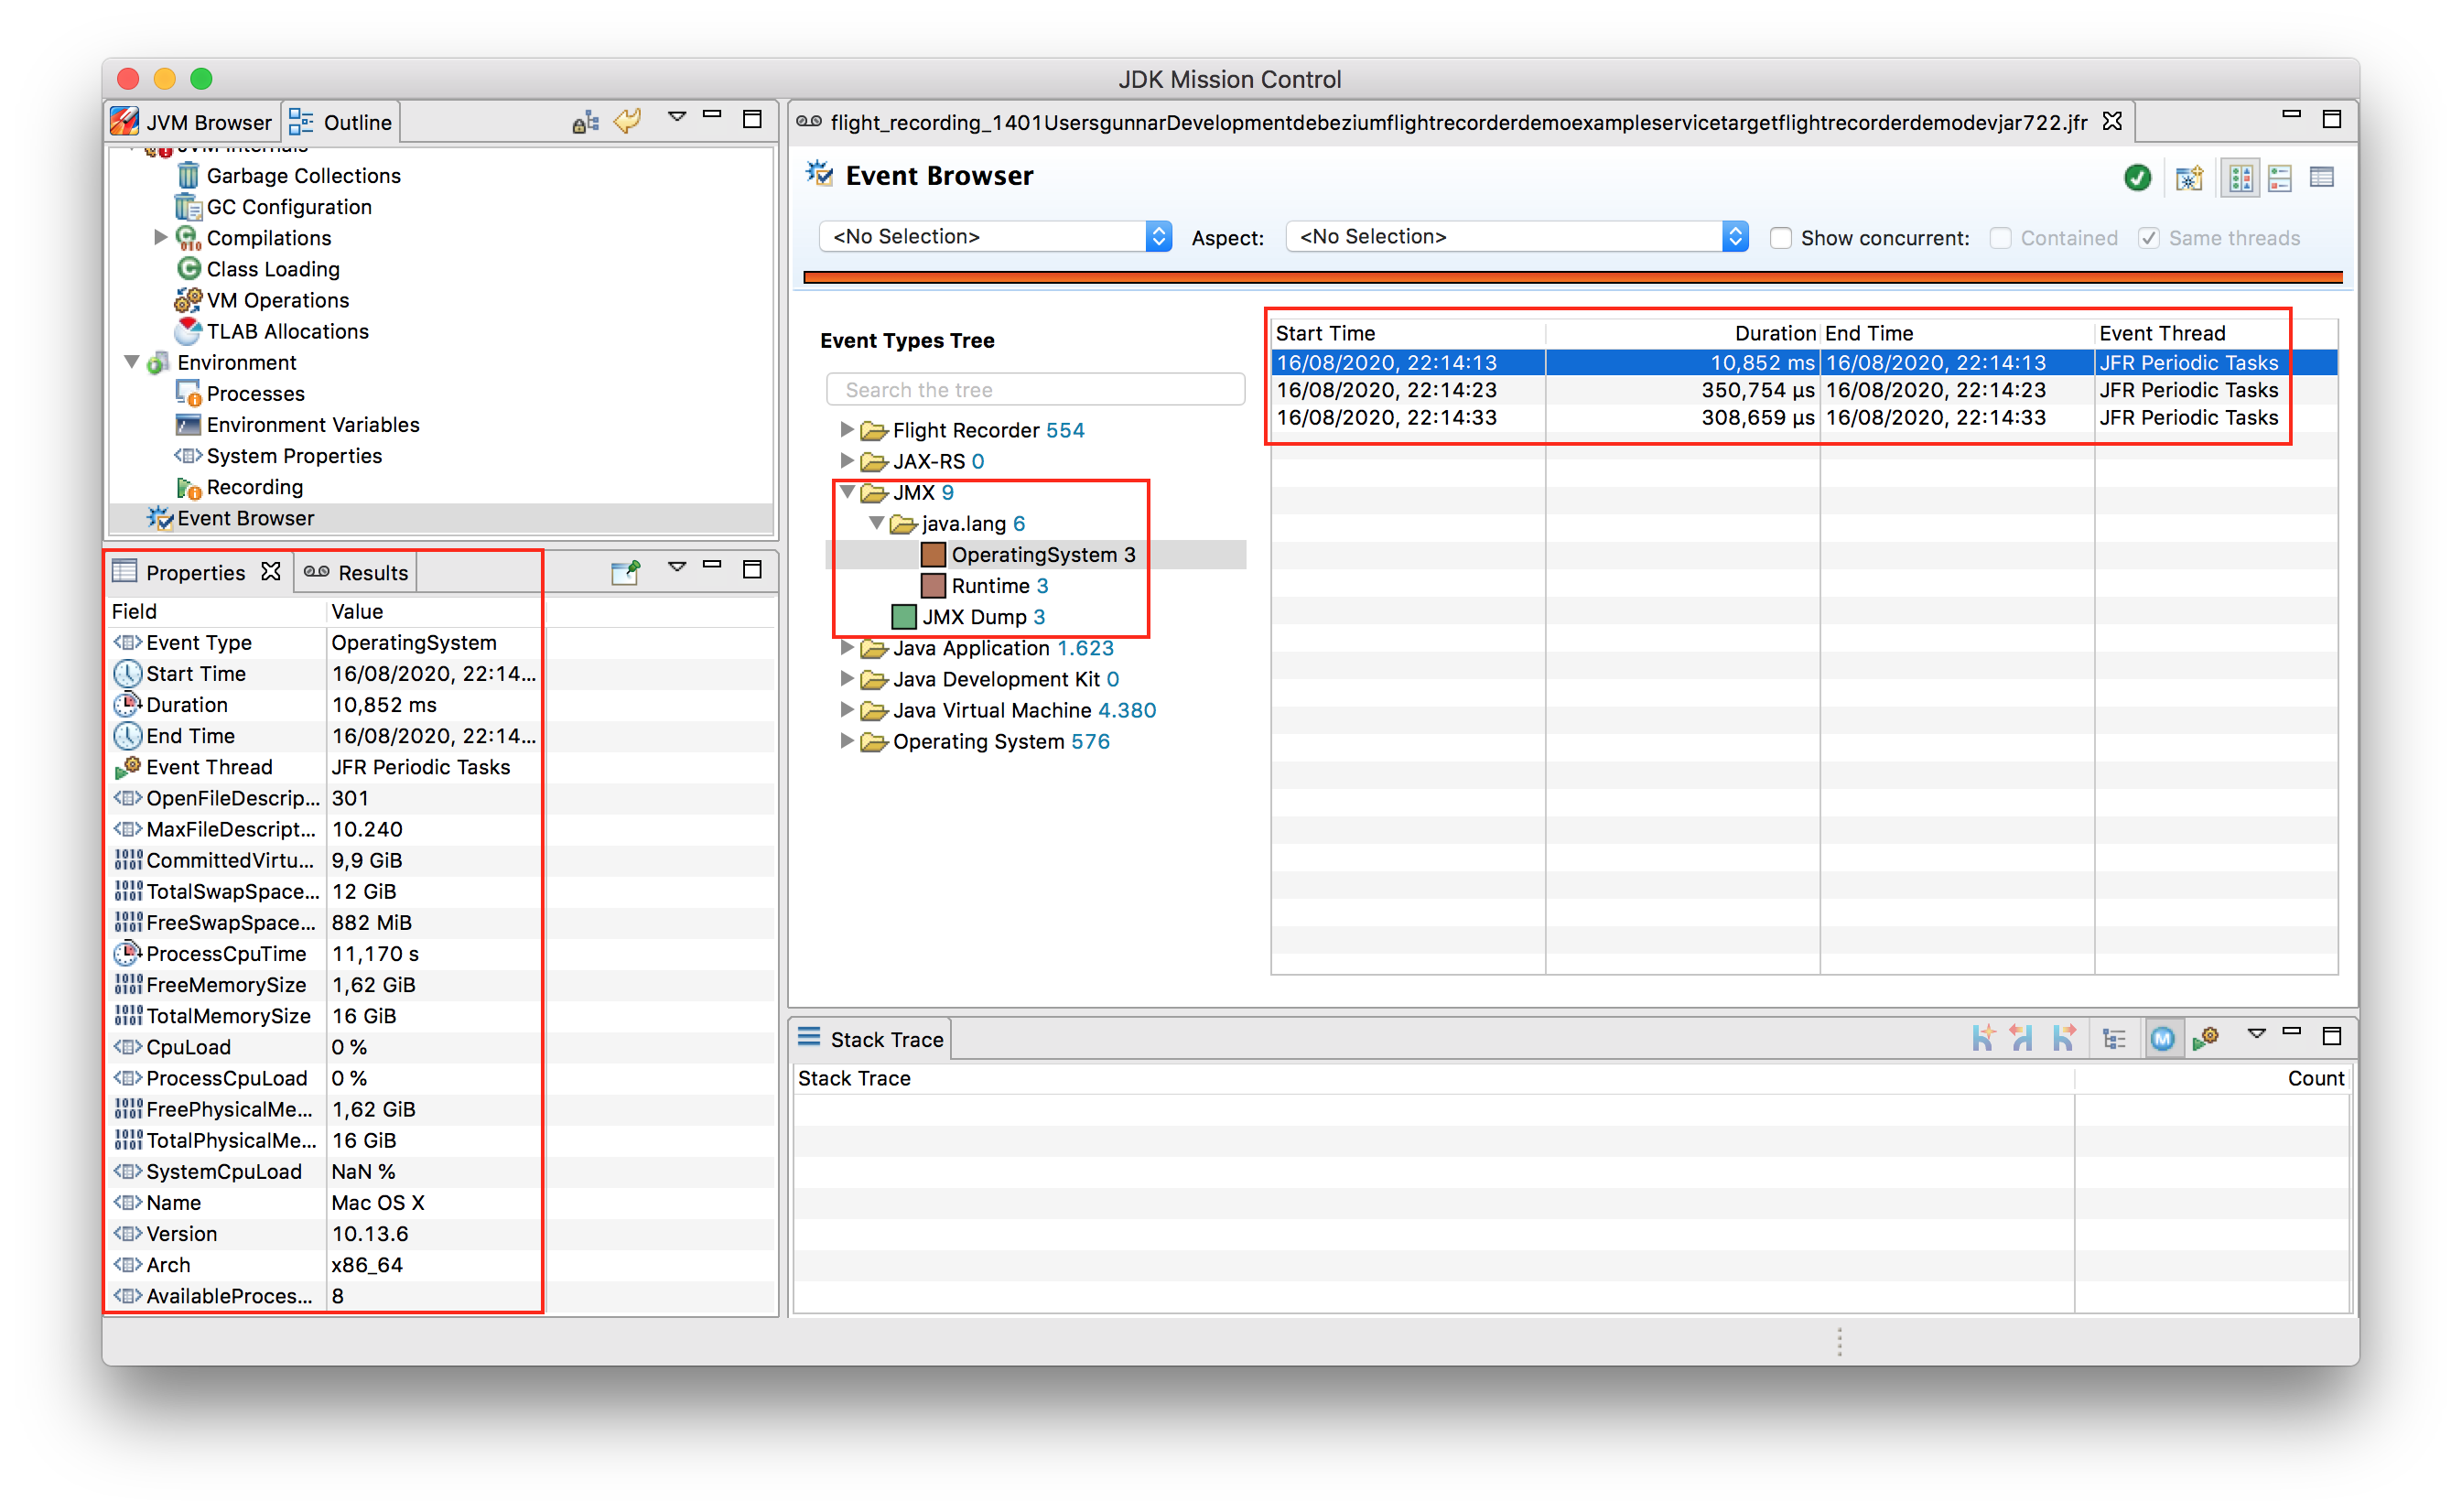 JDK Mission Control
JVM Browser
Outline
JVM Internals
Garbage Collections
GC Configuration
Compilations
Class Loading
VM Operations
TLAB Allocations
Environment
Processes
Environment Variables
System Properties
Recording
Event Browser
Properties
Results
Field Value
Event Type OperatingSystem
Start Time 16/08/2020, 22:14...
Duration 10,852 ms
End Time 16/08/2020, 22:14...
Event Thread JFR Periodic Tasks
OpenFileDescrip... 301
MaxFileDescript... 10.240
CommittedVirtu... 9,9 GiB
TotalSwapSpace... 12 GiB
FreeSwapSpace... 882 MiB
ProcessCpuTime 11,170 s
FreeMemorySize 1,62 GiB
TotalMemorySize 16 GiB
CpuLoad 0 %
ProcessCpuLoad 0 %
FreePhysicalMe... 1,62 GiB
TotalPhysicalMe... 16 GiB
SystemCpuLoad NaN %
Name Mac OS X
Version 10.13.6
Arch x86_64
AvailableProces... 8
flight_recording_1401UsersgunnarDevelopmentdebeziumflightrecorderdemoexampleservicetargetflightrecorderdemodevjar722.jfr
Event Browser
<No Selection> Aspect: <No Selection> Show concurrent: Contained Same threads
Event Types Tree
Search the tree
Flight Recorder 554
JAX-RS 0
JMX 9
java.lang 6
OperatingSystem 3
Runtime 3
JMX Dump 3
Java Application 1.623
Java Development Kit 0
Java Virtual Machine 4.380
Operating System 576
Start Time Duration End Time Event Thread
16/08/2020, 22:14:13 10,852 ms 16/08/2020, 22:14:13 JFR Periodic Tasks
16/08/2020, 22:14:23 350,754 µs 16/08/2020, 22:14:23 JFR Periodic Tasks
16/08/2020, 22:14:33 308,659 µs 16/08/2020, 22:14:33 JFR Periodic Tasks
Stack Trace
Stack Trace Count